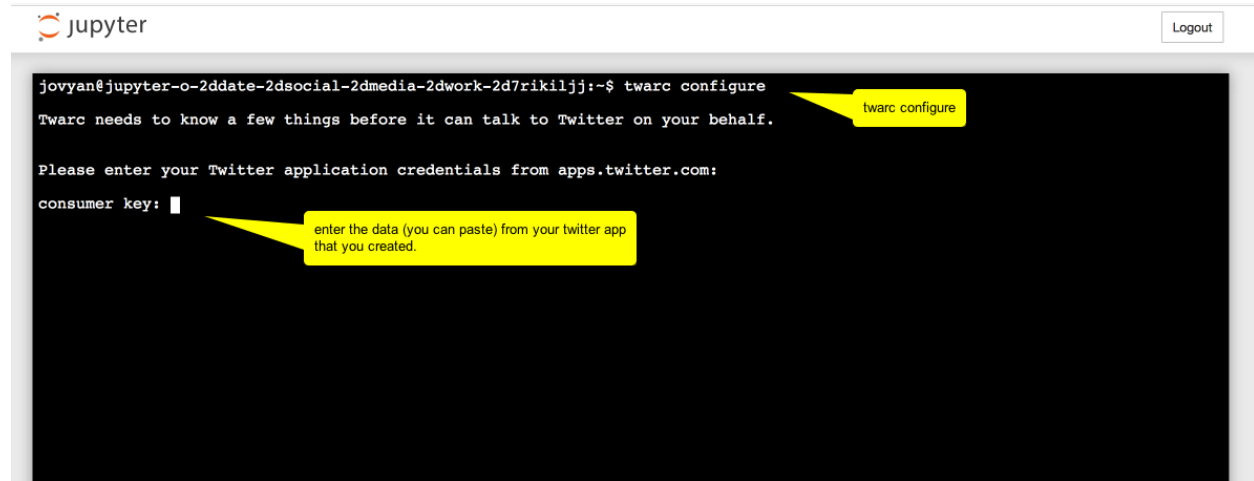 jupyter
Logout
jovyan@jupyter-o-2ddate-2dsocial-2dmedia-2dwork-2d7rikiljj:~$ twarc configure
twarc configure
Twarc needs to know a few things before it can talk to Twitter on your behalf.
Please enter your Twitter application credentials from apps.twitter.com:
consumer key:
enter the data (you can paste) from your twitter app
that you created.